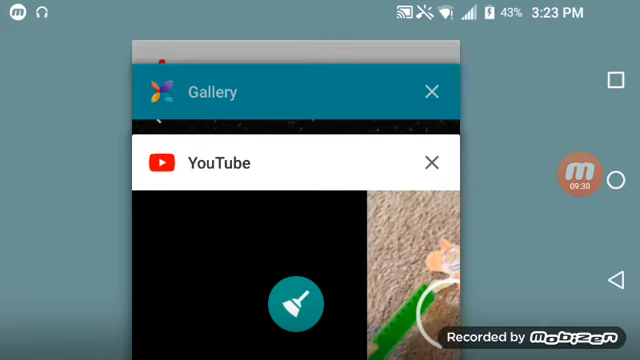 43% 3:23 PM
Gallery
YouTube
09:30
Recorded by mobizen